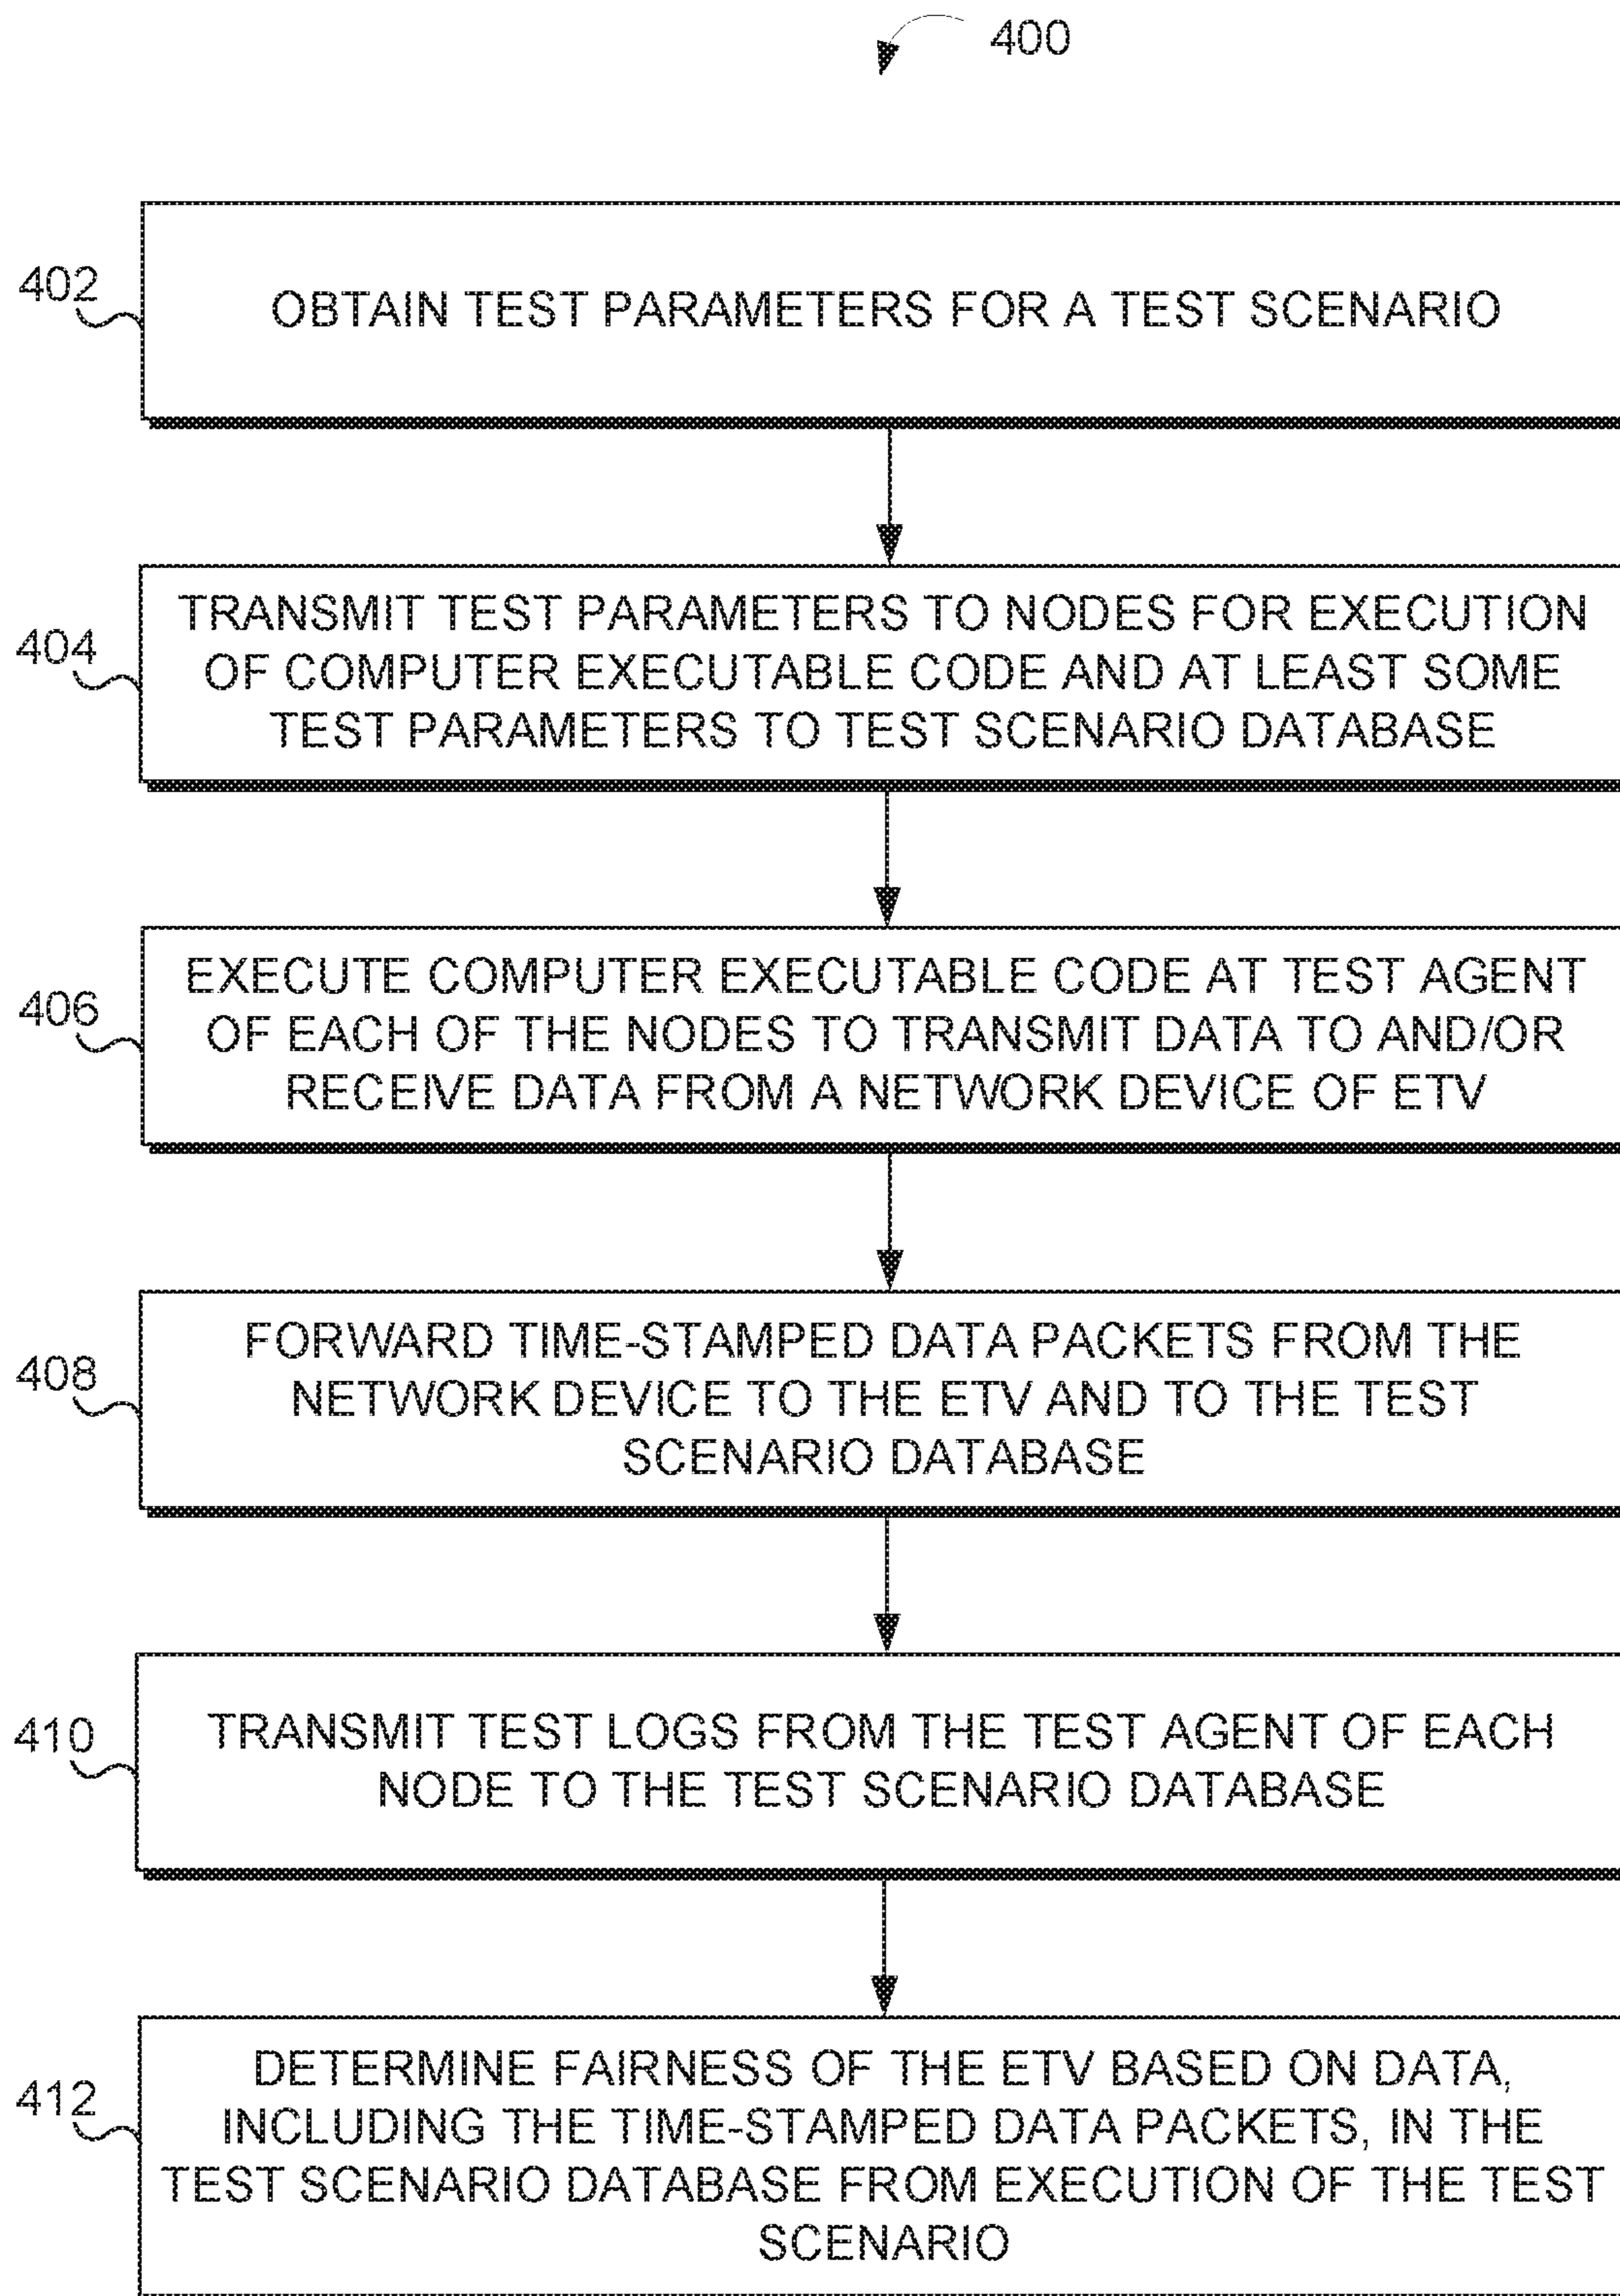 400
402
OBTAIN TEST PARAMETERS FOR A TEST SCENARIO
404
TRANSMIT TEST PARAMETERS TO NODES FOR EXECUTION
OF COMPUTER EXECUTABLE CODE AND AT LEAST SOME
TEST PARAMETERS TO TEST SCENARIO DATABASE
406
EXECUTE COMPUTER EXECUTABLE CODE AT TEST AGENT
OF EACH OF THE NODES TO TRANSMIT DATA TO AND/OR
RECEIVE DATA FROM A NETWORK DEVICE OF ETV
408
FORWARD TIME-STAMPED DATA PACKETS FROM THE
NETWORK DEVICE TO THE ETV AND TO THE TEST
SCENARIO DATABASE
410
TRANSMIT TEST LOGS FROM THE TEST AGENT OF EACH
NODE TO THE TEST SCENARIO DATABASE
412
DETERMINE FAIRNESS OF THE ETV BASED ON DATA,
INCLUDING THE TIME-STAMPED DATA PACKETS, IN THE
TEST SCENARIO DATABASE FROM EXECUTION OF THE TEST
SCENARIO